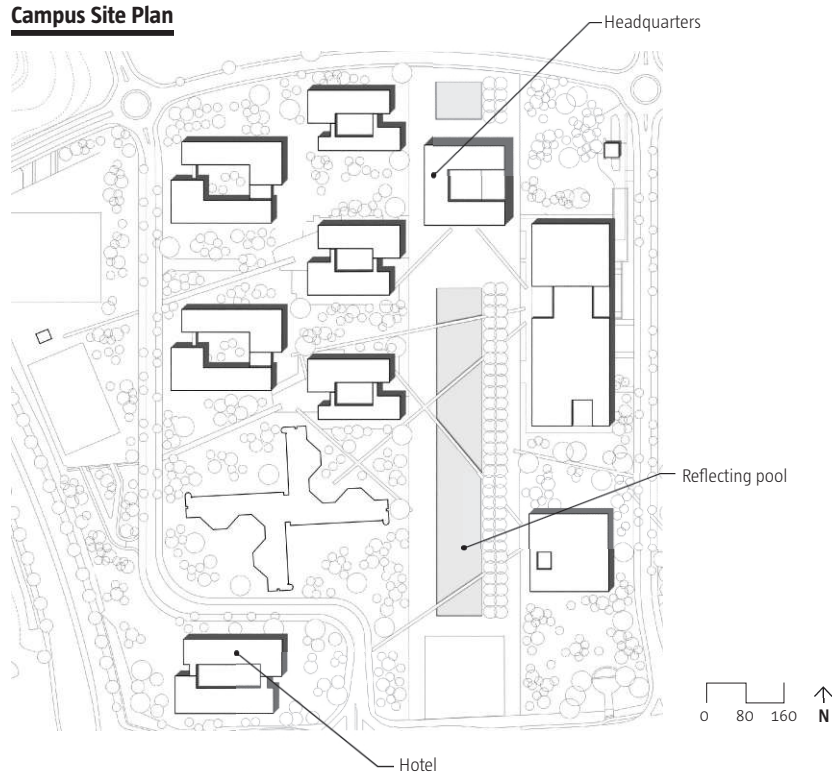 Campus Site Plan
Headquarters
Reflecting pool
0 80 160 N
Hotel